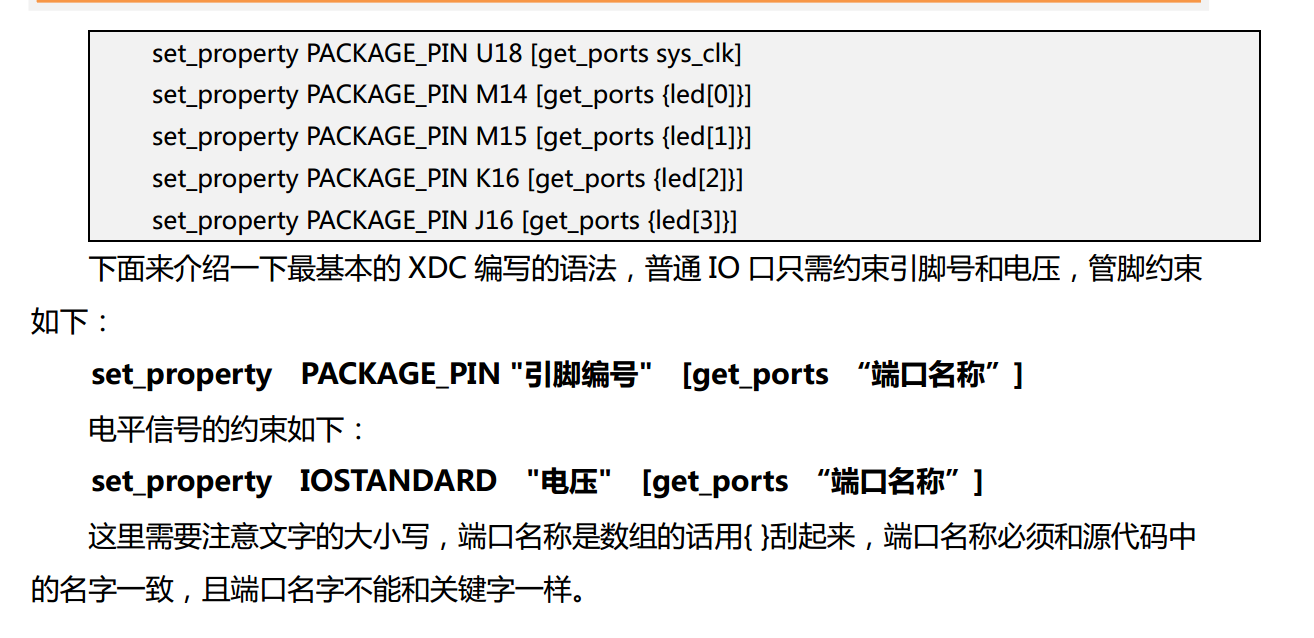 set_property PACKAGE_PIN U18 [get_ports sys_clk]
set_property PACKAGE_PIN M14 [get_ports {led[0]}]
set_property PACKAGE_PIN M15 [get_ports {led[1]}]
set_property PACKAGE_PIN K16 [get_ports {led[2]}]
set_property PACKAGE_PIN J16 [get_ports {led[3]}]
下面来介绍一下最基本的 XDC 编写的语法，普通 IO 口只需约束引脚号和电压，管脚约束
如下：
set_property PACKAGE_PIN "引脚编号" [get_ports “端口名称” ]
电平信号的约束如下：
set_property IOSTANDARD "电压" [get_ports “端口名称” ]
这里需要注意文字的大小写，端口名称是数组的话用{ }刮起来，端口名称必须和源代码中
的名字一致，且端口名字不能和关键字一样。